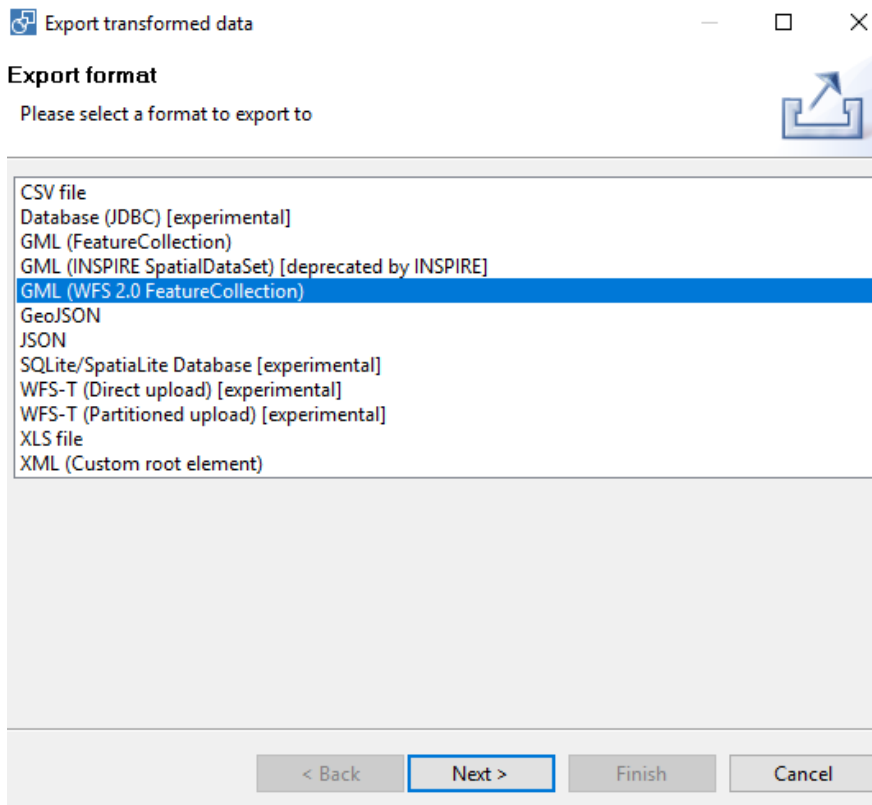 Export transformed data
Export format
Please select a format to export to
CSV file
Database (JDBC) [experimental]
GML (FeatureCollection)
GML (INSPIRE SpatialDataSet) [deprecated by INSPIRE]
GML (WFS 2.0 FeatureCollection)
GeoJSON
JSON
SQLite/SpatiaLite Database [experimental]
WFS-T (Direct upload) [experimental]
WFS-T (Partitioned upload) [experimental]
XLS file
XML (Custom root element)
< Back Next > Finish Cancel